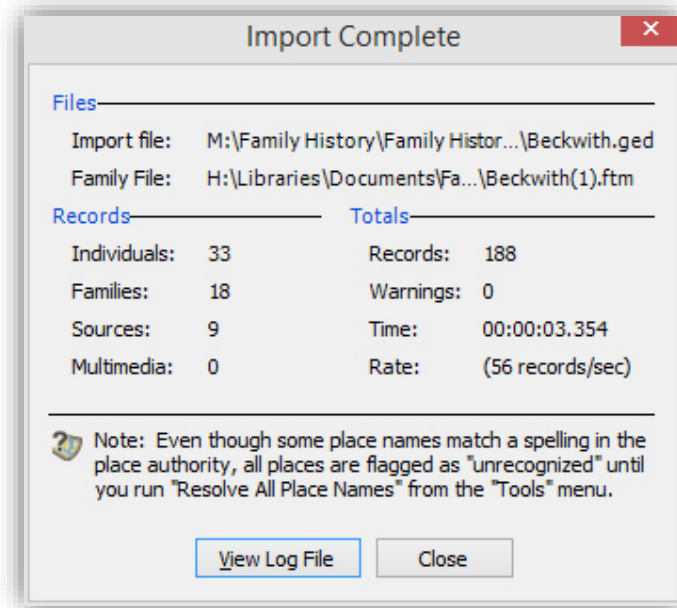 Import Complete
Files
Import file: M:\Family History\Family Histor...\Beckwith.ged
Family File: H:\Libraries\Documents\Fa...\Beckwith(1).ftm
Records Totals
Individuals: 33 Records: 188
Families: 18 Warnings: 0
Sources: 9 Time: 00:00:03.354
Multimedia: 0 Rate: (56 records/sec)
Note: Even though some place names match a spelling in the
place authority, all places are flagged as "unrecognized" until
you run "Resolve All Place Names" from the "Tools" menu.
View Log File Close